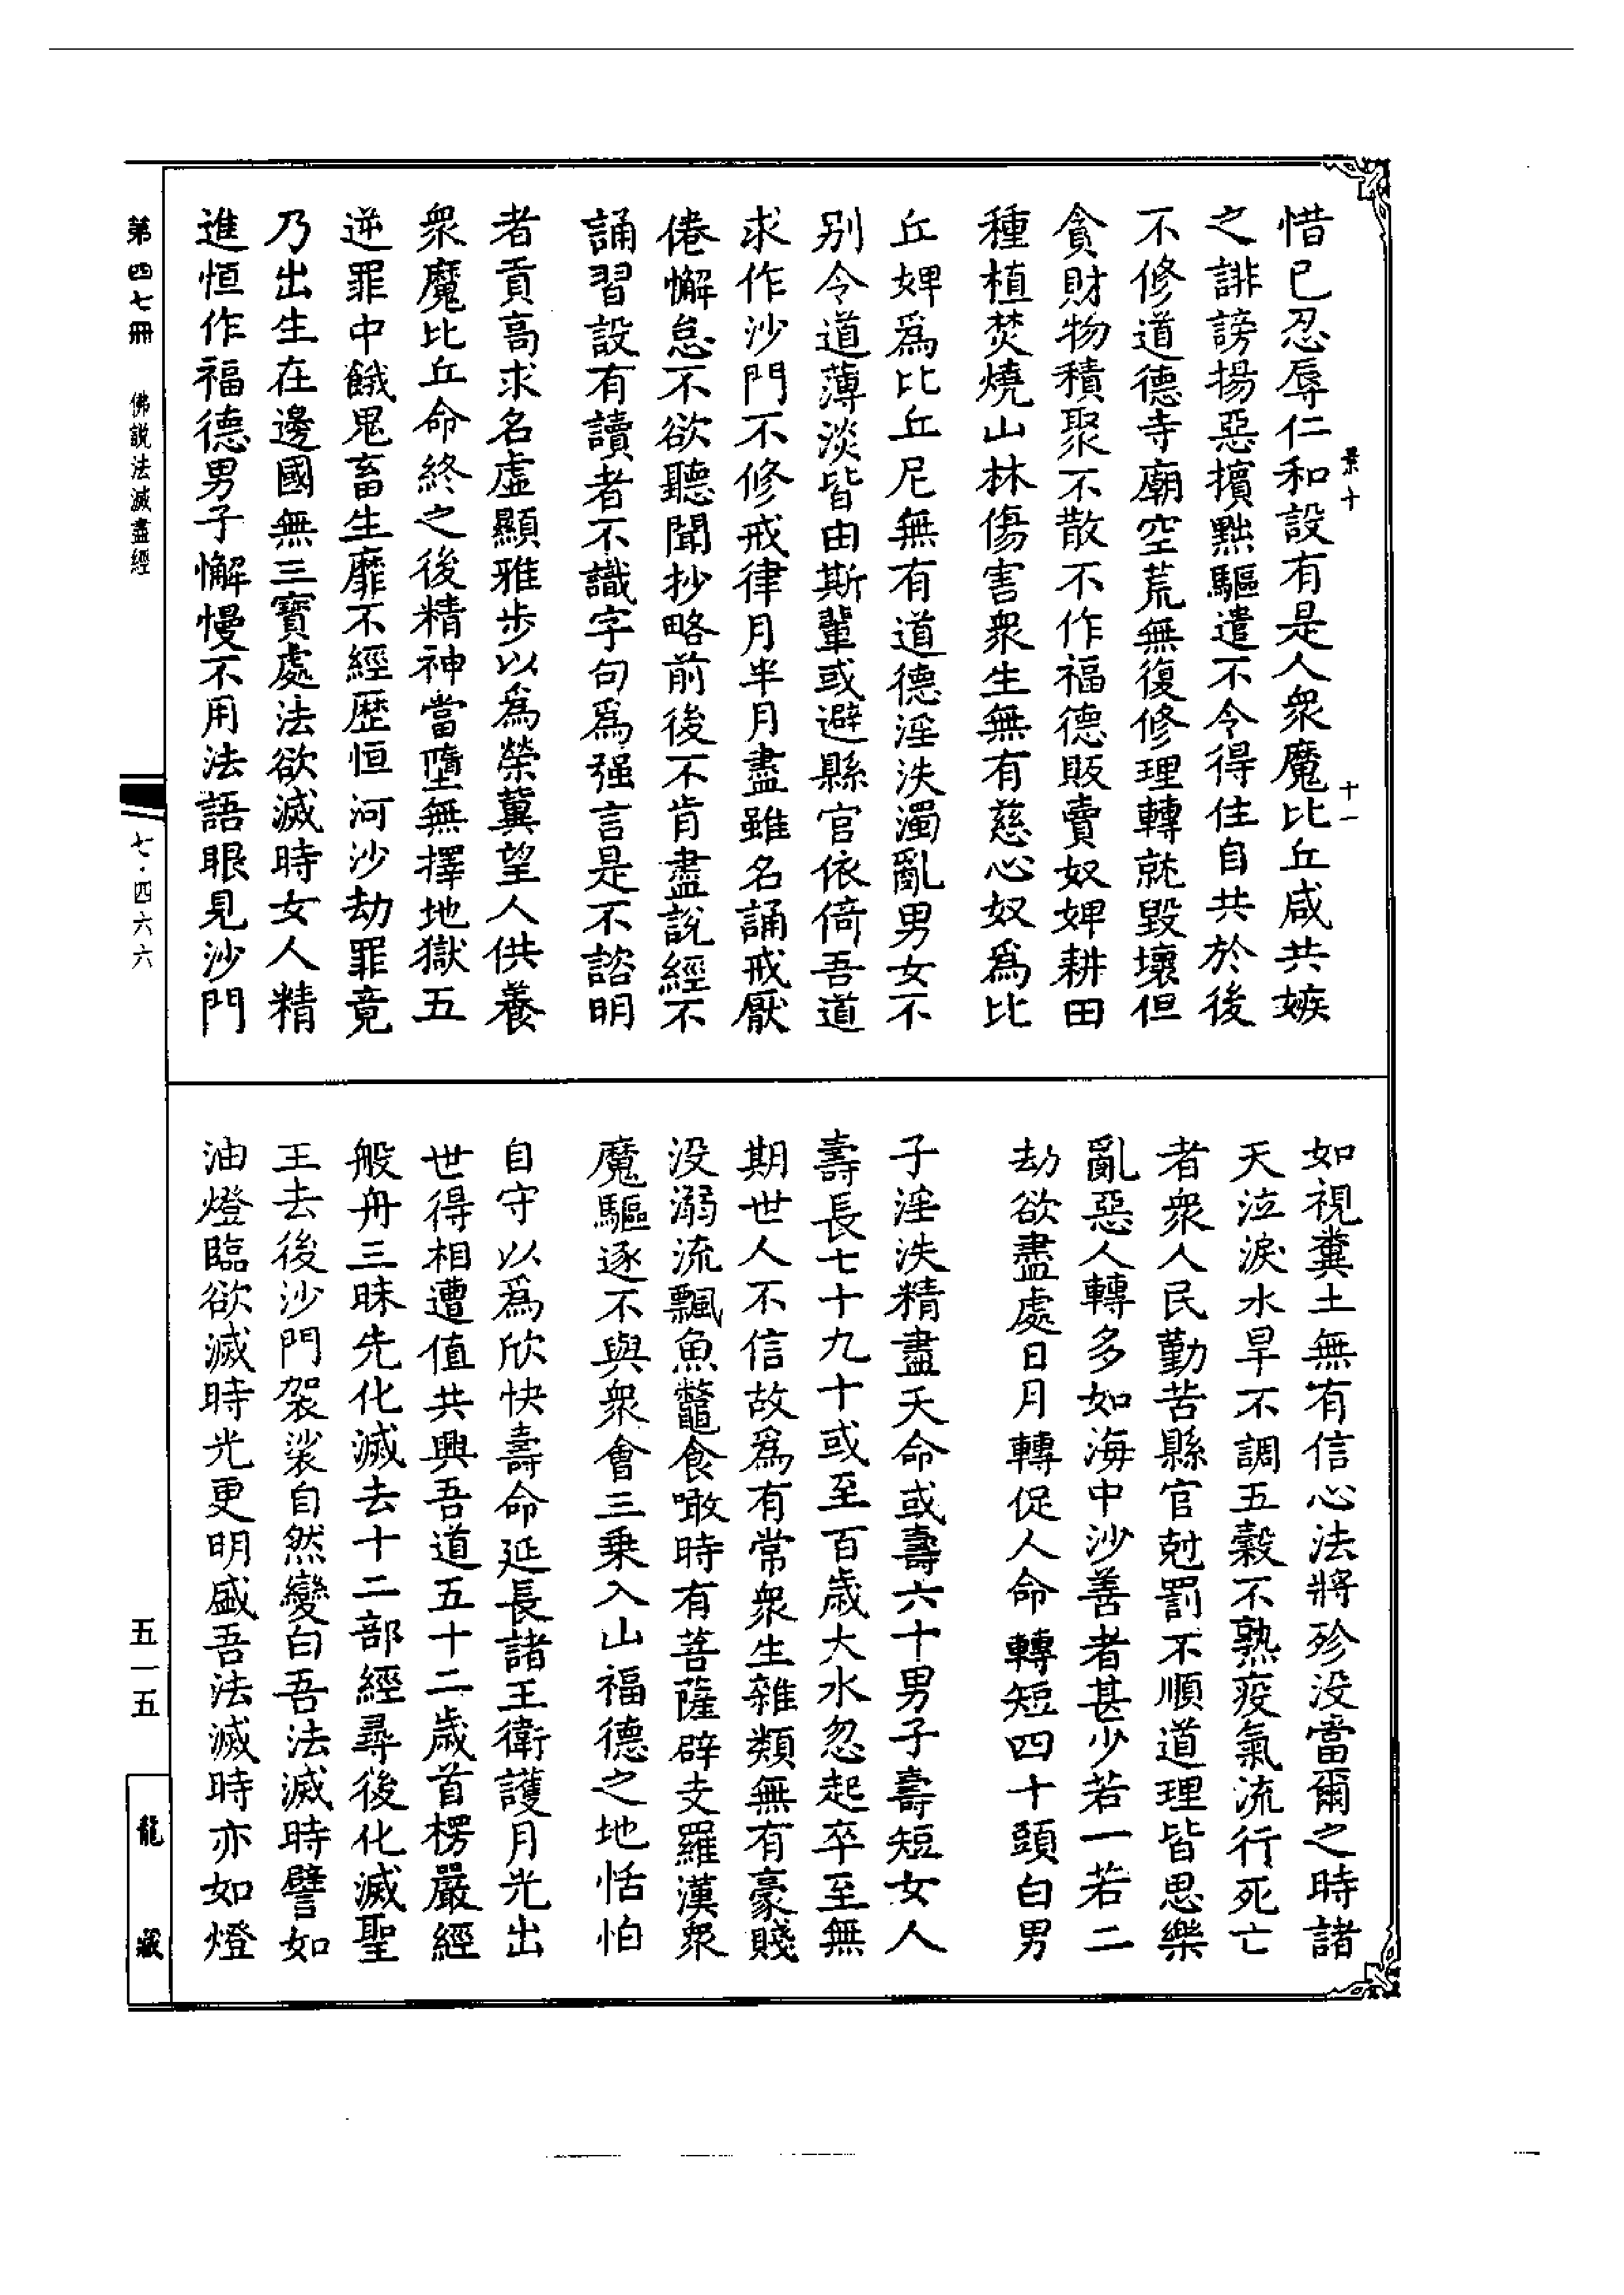 惜已忍辱仁和設有是人衆魔比丘咸共嫉
之誹謗揚惡擯黜驅遣不令得住自共於後
不修道德寺廟空荒無復修理轉就毀壞但
貪財物積聚不散不作福德販賣奴婢耕田
種植焚燒山林傷害衆生無有慈心奴爲比
丘婢爲比丘尼無有道德淫泆濁亂男女不
别令道薄淡皆由斯輩或避縣官依倚吾道
求作沙門不修戒律月半月盡雖名誦戒厭
倦懈怠不欲聽聞抄略前後不肯盡說經不
誦習設有讀者不識字句爲强言是不諮明
者貢高求名虛顯雅步以爲榮冀望人供養
衆魔比丘命終之後精神當墮無擇地獄五
逆罪中餓鬼畜生靡不經歷恒河沙劫罪竟
乃出生在邊國無三寶處法欲滅時女人精
進恒作福德男子懈慢不用法語眼見沙門
景十
十一
如視糞土無有信心法將殄没當爾之時諸
天泣淚水旱不調五穀不熟疫氣流行死亡
者衆人民勤苦縣官尅罰不順道理皆思樂
亂惡人轉多如海中沙善者甚少若一若二
劫欲盡處日月轉促人命轉短四十頭白男
子淫泆精盡夭命或壽六十男子壽短女人
壽長七十九十或至百歲大水忽起卒至無
期世人不信故爲有常衆生雜類無有豪賤
没溺流飄魚鼈食噉時有菩薩辟支羅漢衆
魔驅逐不與衆會三乗入山福德之地恬怕
自守以爲欣快壽命延長諸王衛護月光出
世得相遭值共興吾道五十二歲首楞嚴經
般舟三昧先化滅去十二部經尋後化滅聖
王去後沙門袈裟自然變白吾法滅時譬如
油燈臨欲滅時光更明盛吾法滅時亦如燈
第四七冊
佛説法滅盡經
七·四六六
五一五
龍藏